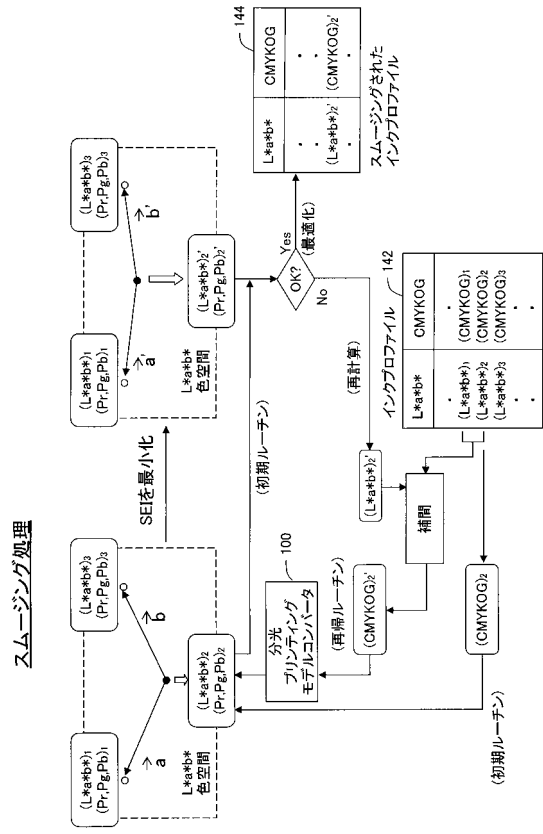 スムージング処理
(L*a*b*)1
(Pr,Pg,Pb)1
(L*a*b*)3
(Pr,Pg,Pb)3
a
b
L*a*b*
色空間
(L*a*b*)2
(Pr,Pg,Pb)2
SEIを最小化
(L*a*b*)1
(Pr,Pg,Pb)1
(L*a*b*)3
(Pr,Pg,Pb)3
a'
b'
L*a*b*
色空間
(L*a*b*)2'
(Pr,Pg,Pb)2'
(初期ルーチン)
OK?
Yes
(最適化)
No
(再計算)
144
L*a*b*
CMYKOG
(L*a*b*)2'
(CMYKOG)2'
スムージングされた
インクプロファイル
100
分光
プリンティング
モデルコンバータ
(再帰ルーチン)
(CMYKOG)2'
(L*a*b*)2'
補間
インクプロファイル
142
L*a*b*
CMYKOG
(L*a*b*)1
(CMYKOG)1
(L*a*b*)2
(CMYKOG)2
(L*a*b*)3
(CMYKOG)3
(CMYKOG)2
(初期ルーチン)